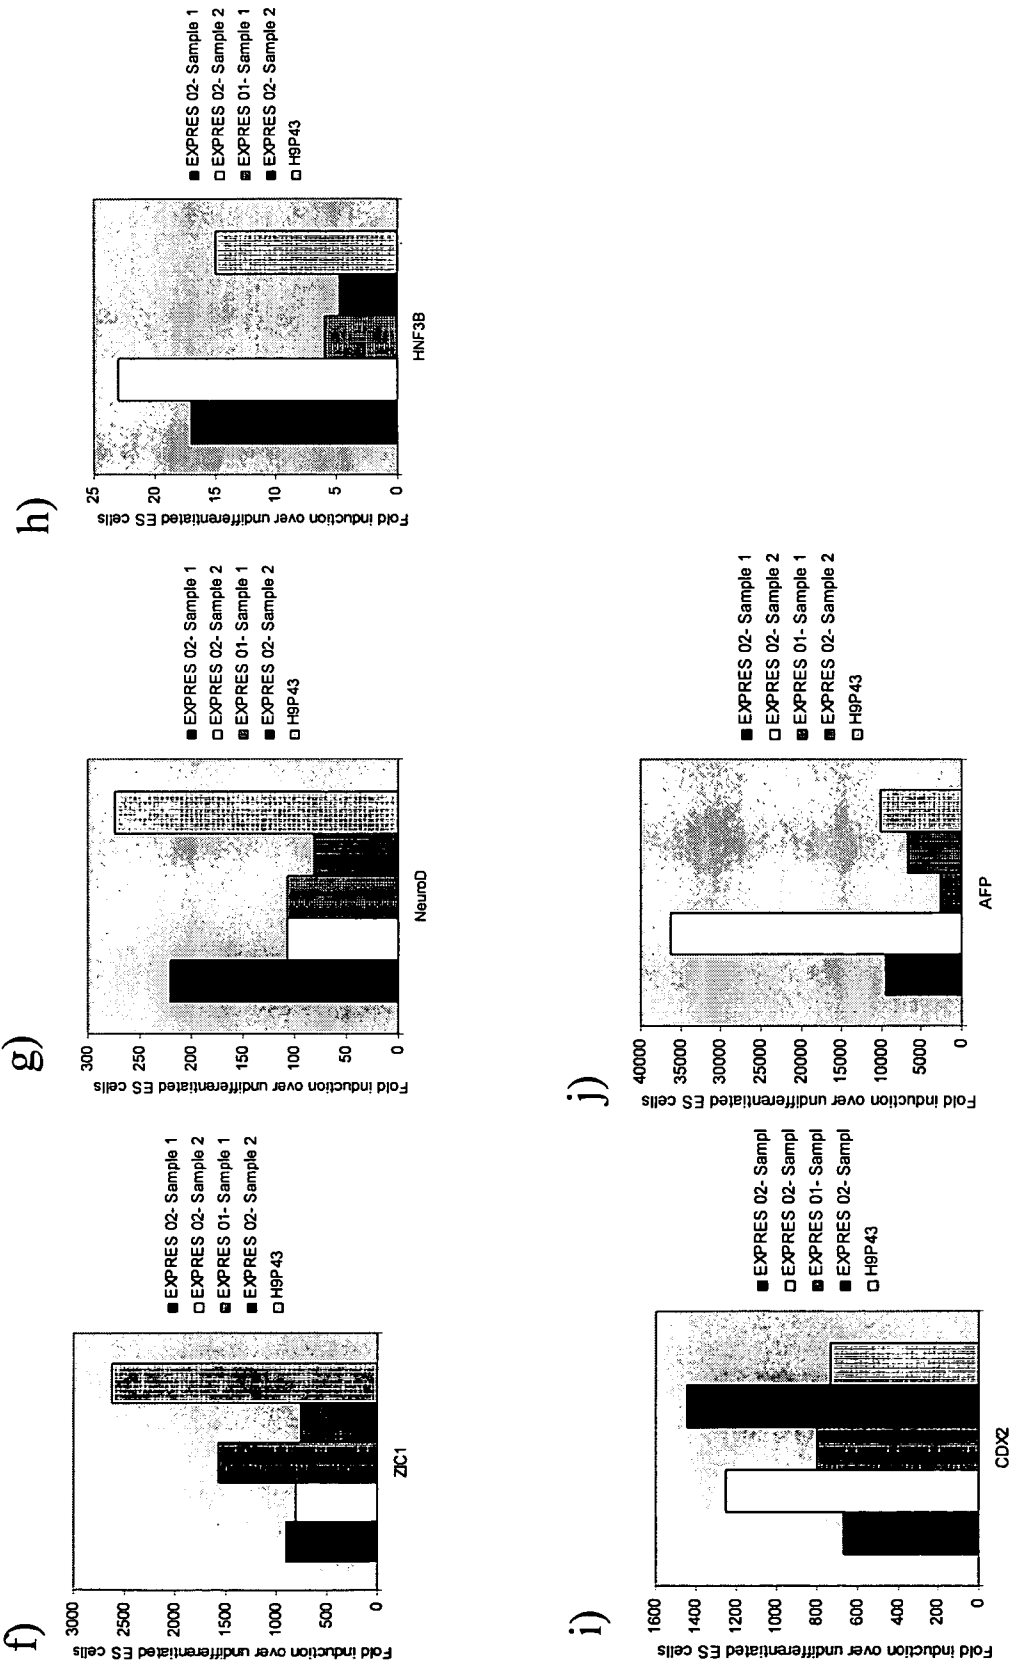 f)
Fold induction over undifferentiated ES cells
3000
2500
2000
1500
1000
500
0
ZIC1
EXPRES 02- Sample 1
EXPRES 02- Sample 2
EXPRES 01- Sample 1
EXPRES 02- Sample 2
H9P43
g)
Fold induction over undifferentiated ES cells
300
250
200
150
100
50
0
NeuroD
EXPRES 02- Sample 1
EXPRES 02- Sample 2
EXPRES 01- Sample 1
EXPRES 02- Sample 2
H9P43
h)
Fold induction over undifferentiated ES cells
25
20
15
10
5
0
HNF3B
EXPRES 02- Sample 1
EXPRES 02- Sample 2
EXPRES 01- Sample 1
EXPRES 02- Sample 2
H9P43
i)
Fold induction over undifferentiated ES cells
1600
1400
1200
1000
800
600
400
200
0
CDX2
EXPRES 02- Sampl
EXPRES 02- Sampl
EXPRES 01- Sampl
EXPRES 02- Sampl
H9P43
j)
Fold induction over undifferentiated ES cells
40000
35000
30000
25000
20000
15000
10000
5000
0
AFP
EXPRES 02- Sample 1
EXPRES 02- Sample 2
EXPRES 01- Sample 1
EXPRES 02- Sample 2
H9P43